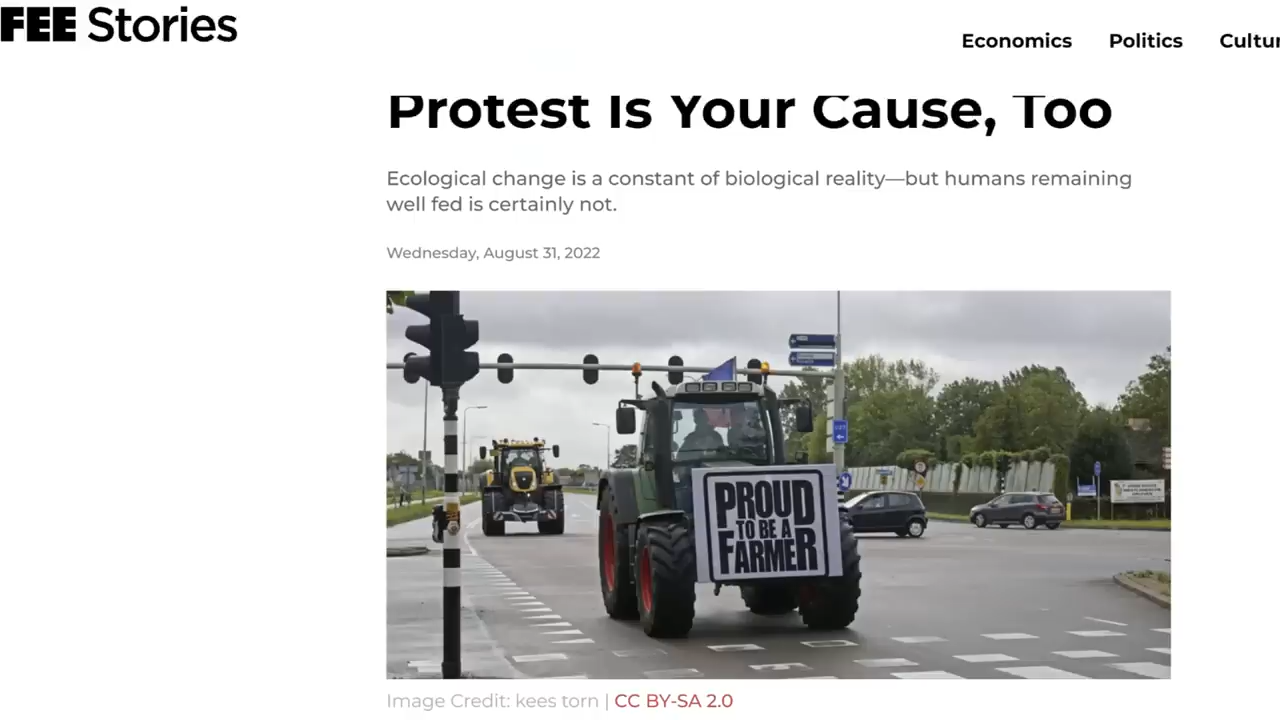 FEE Stories
Economics Politics Cultur
Protest Is Your Cause, Too
Ecological change is a constant of biological reality—but humans remaining
well fed is certainly not.
Wednesday, August 31, 2022
PROUD
TO BE A
FARMER
Image Credit: kees torn | CC BY-SA 2.0